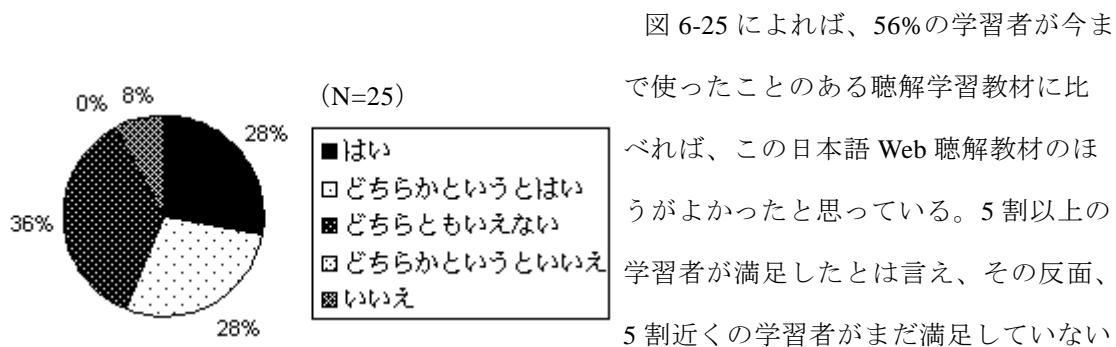 図 6-25 によれば、56%の学習者が今ま
で使ったことのある聴解学習教材に比
べれば、この日本語 Web 聴解教材のほ
うがよかったと思っている。5 割以上の
学習者が満足したとは言え、その反面、
5 割近くの学習者がまだ満足していない
(N=25)
0%
8%
28%
36%
28%
■はい
□どちらかというとはい
■どちらともいえない
□どちらかというといいえ
■いいえ